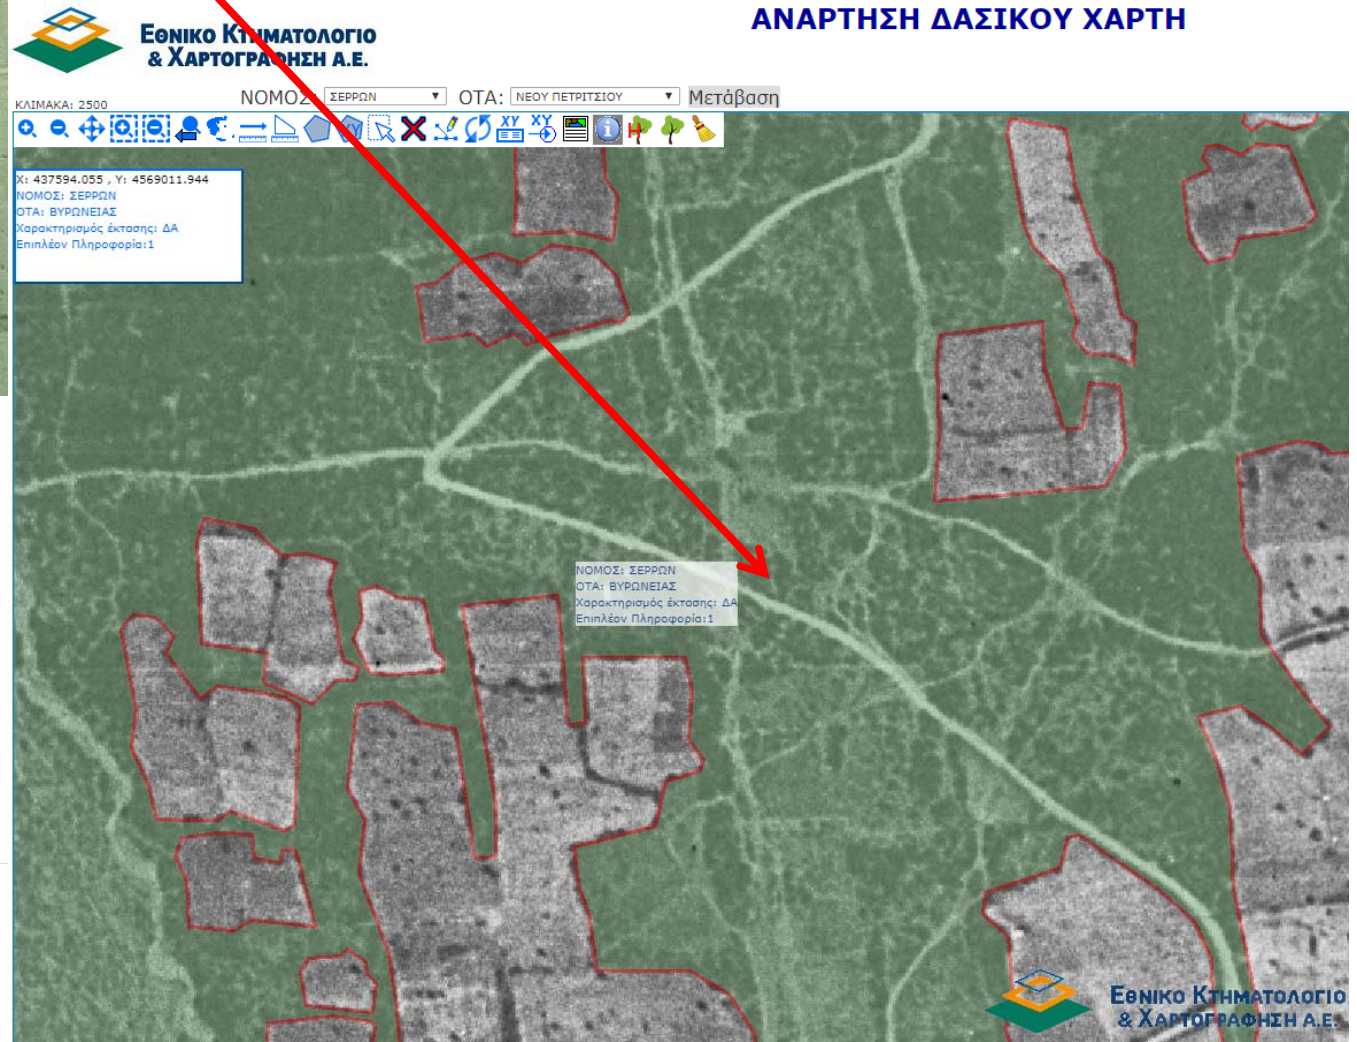 ΕΘΝΙΚΟ ΚΤΗΜΑΤΟΛΟΓΙΟ
& ΧΑΡΤΟΓΡΑΦΗΣΗ Α.Ε.
ΑΝΑΡΤΗΣΗ ΔΑΣΙΚΟΥ ΧΑΡΤΗ
ΚΛΙΜΑΚΑ: 2500
ΝΟΜΟΣ: ΣΕΡΡΩΝ ΟΤΑ: ΝΕΟΥ ΠΕΤΡΙΤΣΙΟΥ Μετάβαση
XY XY
X: 437594.055 , Y: 4569011.944
ΝΟΜΟΣ: ΣΕΡΡΩΝ
ΟΤΑ: ΒΥΡΩΝΕΙΑΣ
Χαρακτηρισμός έκτασης: ΔΑ
Επιπλέον Πληροφορία:1
ΝΟΜΟΣ: ΣΕΡΡΩΝ
ΟΤΑ: ΒΥΡΩΝΕΙΑΣ
Χαρακτηρισμός έκτασης: ΔΑ
Επιπλέον Πληροφορία:1
ΕΘΝΙΚΟ ΚΤΗΜΑΤΟΛΟΓΙΟ
& ΧΑΡΤΟΓΡΑΦΗΣΗ Α.Ε.